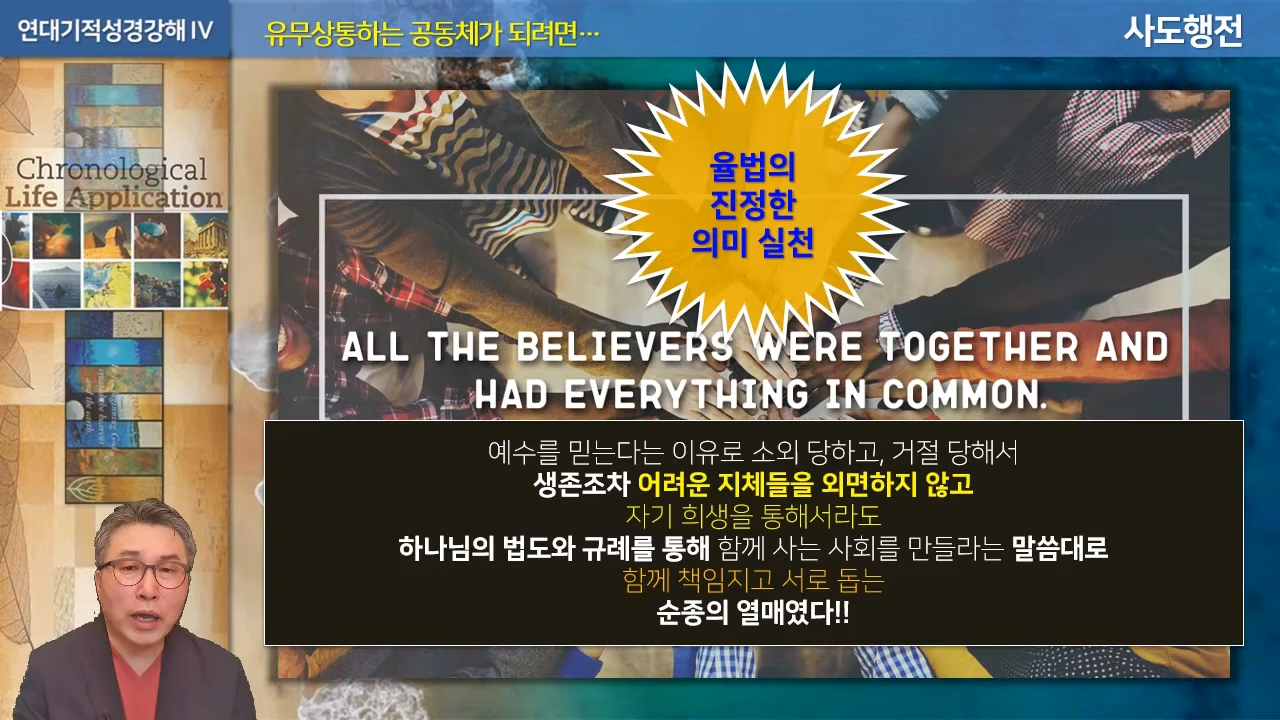 연대기적성경강해 IV
유무상통하는 공동체가 되려면…
사도행전
Chronological
Life Application
율법의
진정한
의미 실천
ALL THE BELIEVERS WERE TOGETHER AND
HAD EVERYTHING IN COMMON.
예수를 믿는다는 이유로 소외 당하고, 거절 당해서
생존조차 어려운 지체들을 외면하지 않고
자기 희생을 통해서라도
하나님의 법도와 규례를 통해 함께 사는 사회를 만들라는 말씀대로
함께 책임지고 서로 돕는
순종의 열매였다!!